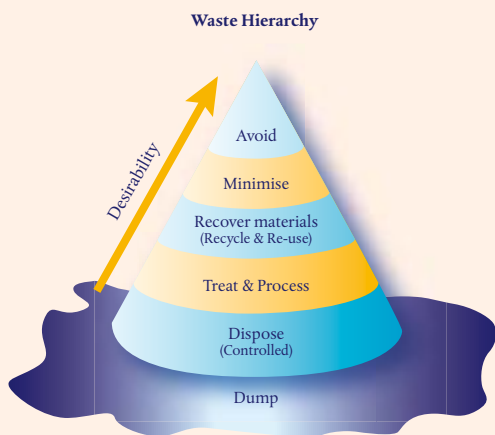 Waste Hierarchy
Desirability
Avoid
Minimise
Recover materials
(Recycle & Re-use)
Treat & Process
Dispose
(Controlled)
Dump